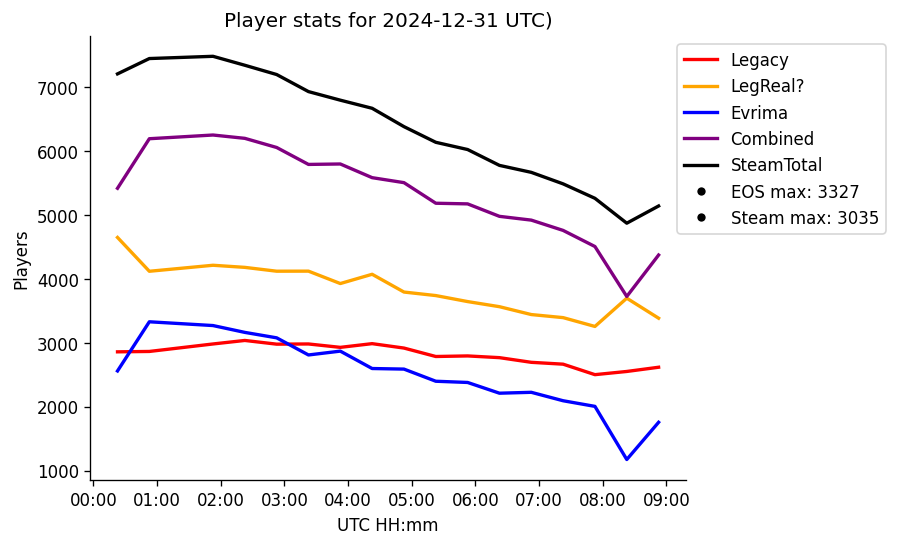 Player stats for 2024-12-31 UTC)
Legacy
LegReal?
Evrima
Combined
SteamTotal
EOS max: 3327
Steam max: 3035
Players
7000
6000
5000
4000
3000
2000
1000
00:00 01:00 02:00 03:00 04:00 05:00 06:00 07:00 08:00 09:00
UTC HH:mm